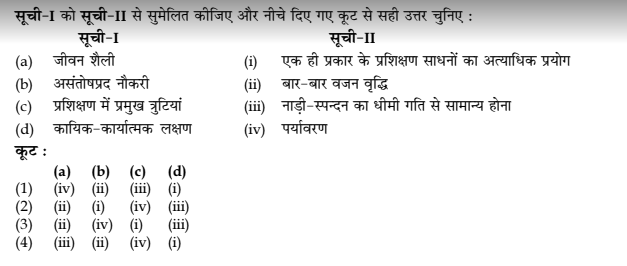 सूची-I को सूची-II से सुमेलित कीजिए और नीचे दिए गए कूट से सही उत्तर चुनिए :
सूची-I सूची-II
(a) जीवन शैली (i) एक ही प्रकार के प्रशिक्षण साधनों का अत्याधिक प्रयोग
(b) असंतोषप्रद नौकरी (ii) बार-बार वजन वृद्धि
(c) प्रशिक्षण में प्रमुख त्रुटियां (iii) नाड़ी-स्पन्दन का धीमी गति से सामान्य होना
(d) कायिक-कार्यात्मक लक्षण (iv) पर्यावरण
कूट :
(a) (b) (c) (d)
(1) (iv) (ii) (iii) (i)
(2) (ii) (i) (iv) (iii)
(3) (ii) (iv) (i) (iii)
(4) (iii) (ii) (iv) (i)